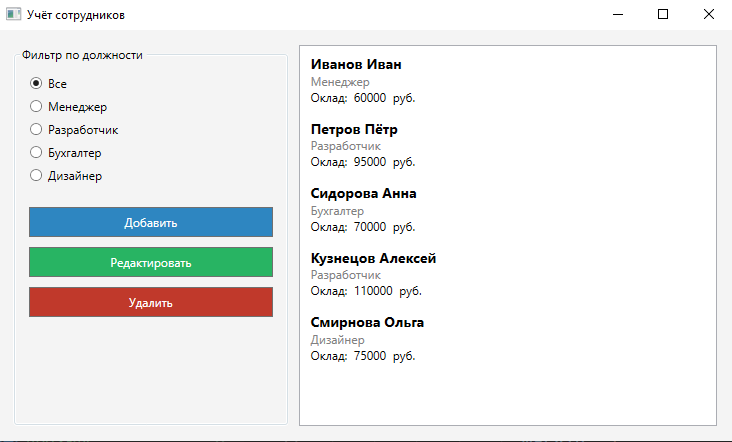 Учёт сотрудников
Фильтр по должности
Все
Менеджер
Разработчик
Бухгалтер
Дизайнер
Добавить
Редактировать
Удалить
Иванов Иван
Менеджер
Оклад: 60000 руб.
Петров Пётр
Разработчик
Оклад: 95000 руб.
Сидорова Анна
Бухгалтер
Оклад: 70000 руб.
Кузнецов Алексей
Разработчик
Оклад: 110000 руб.
Смирнова Ольга
Дизайнер
Оклад: 75000 руб.